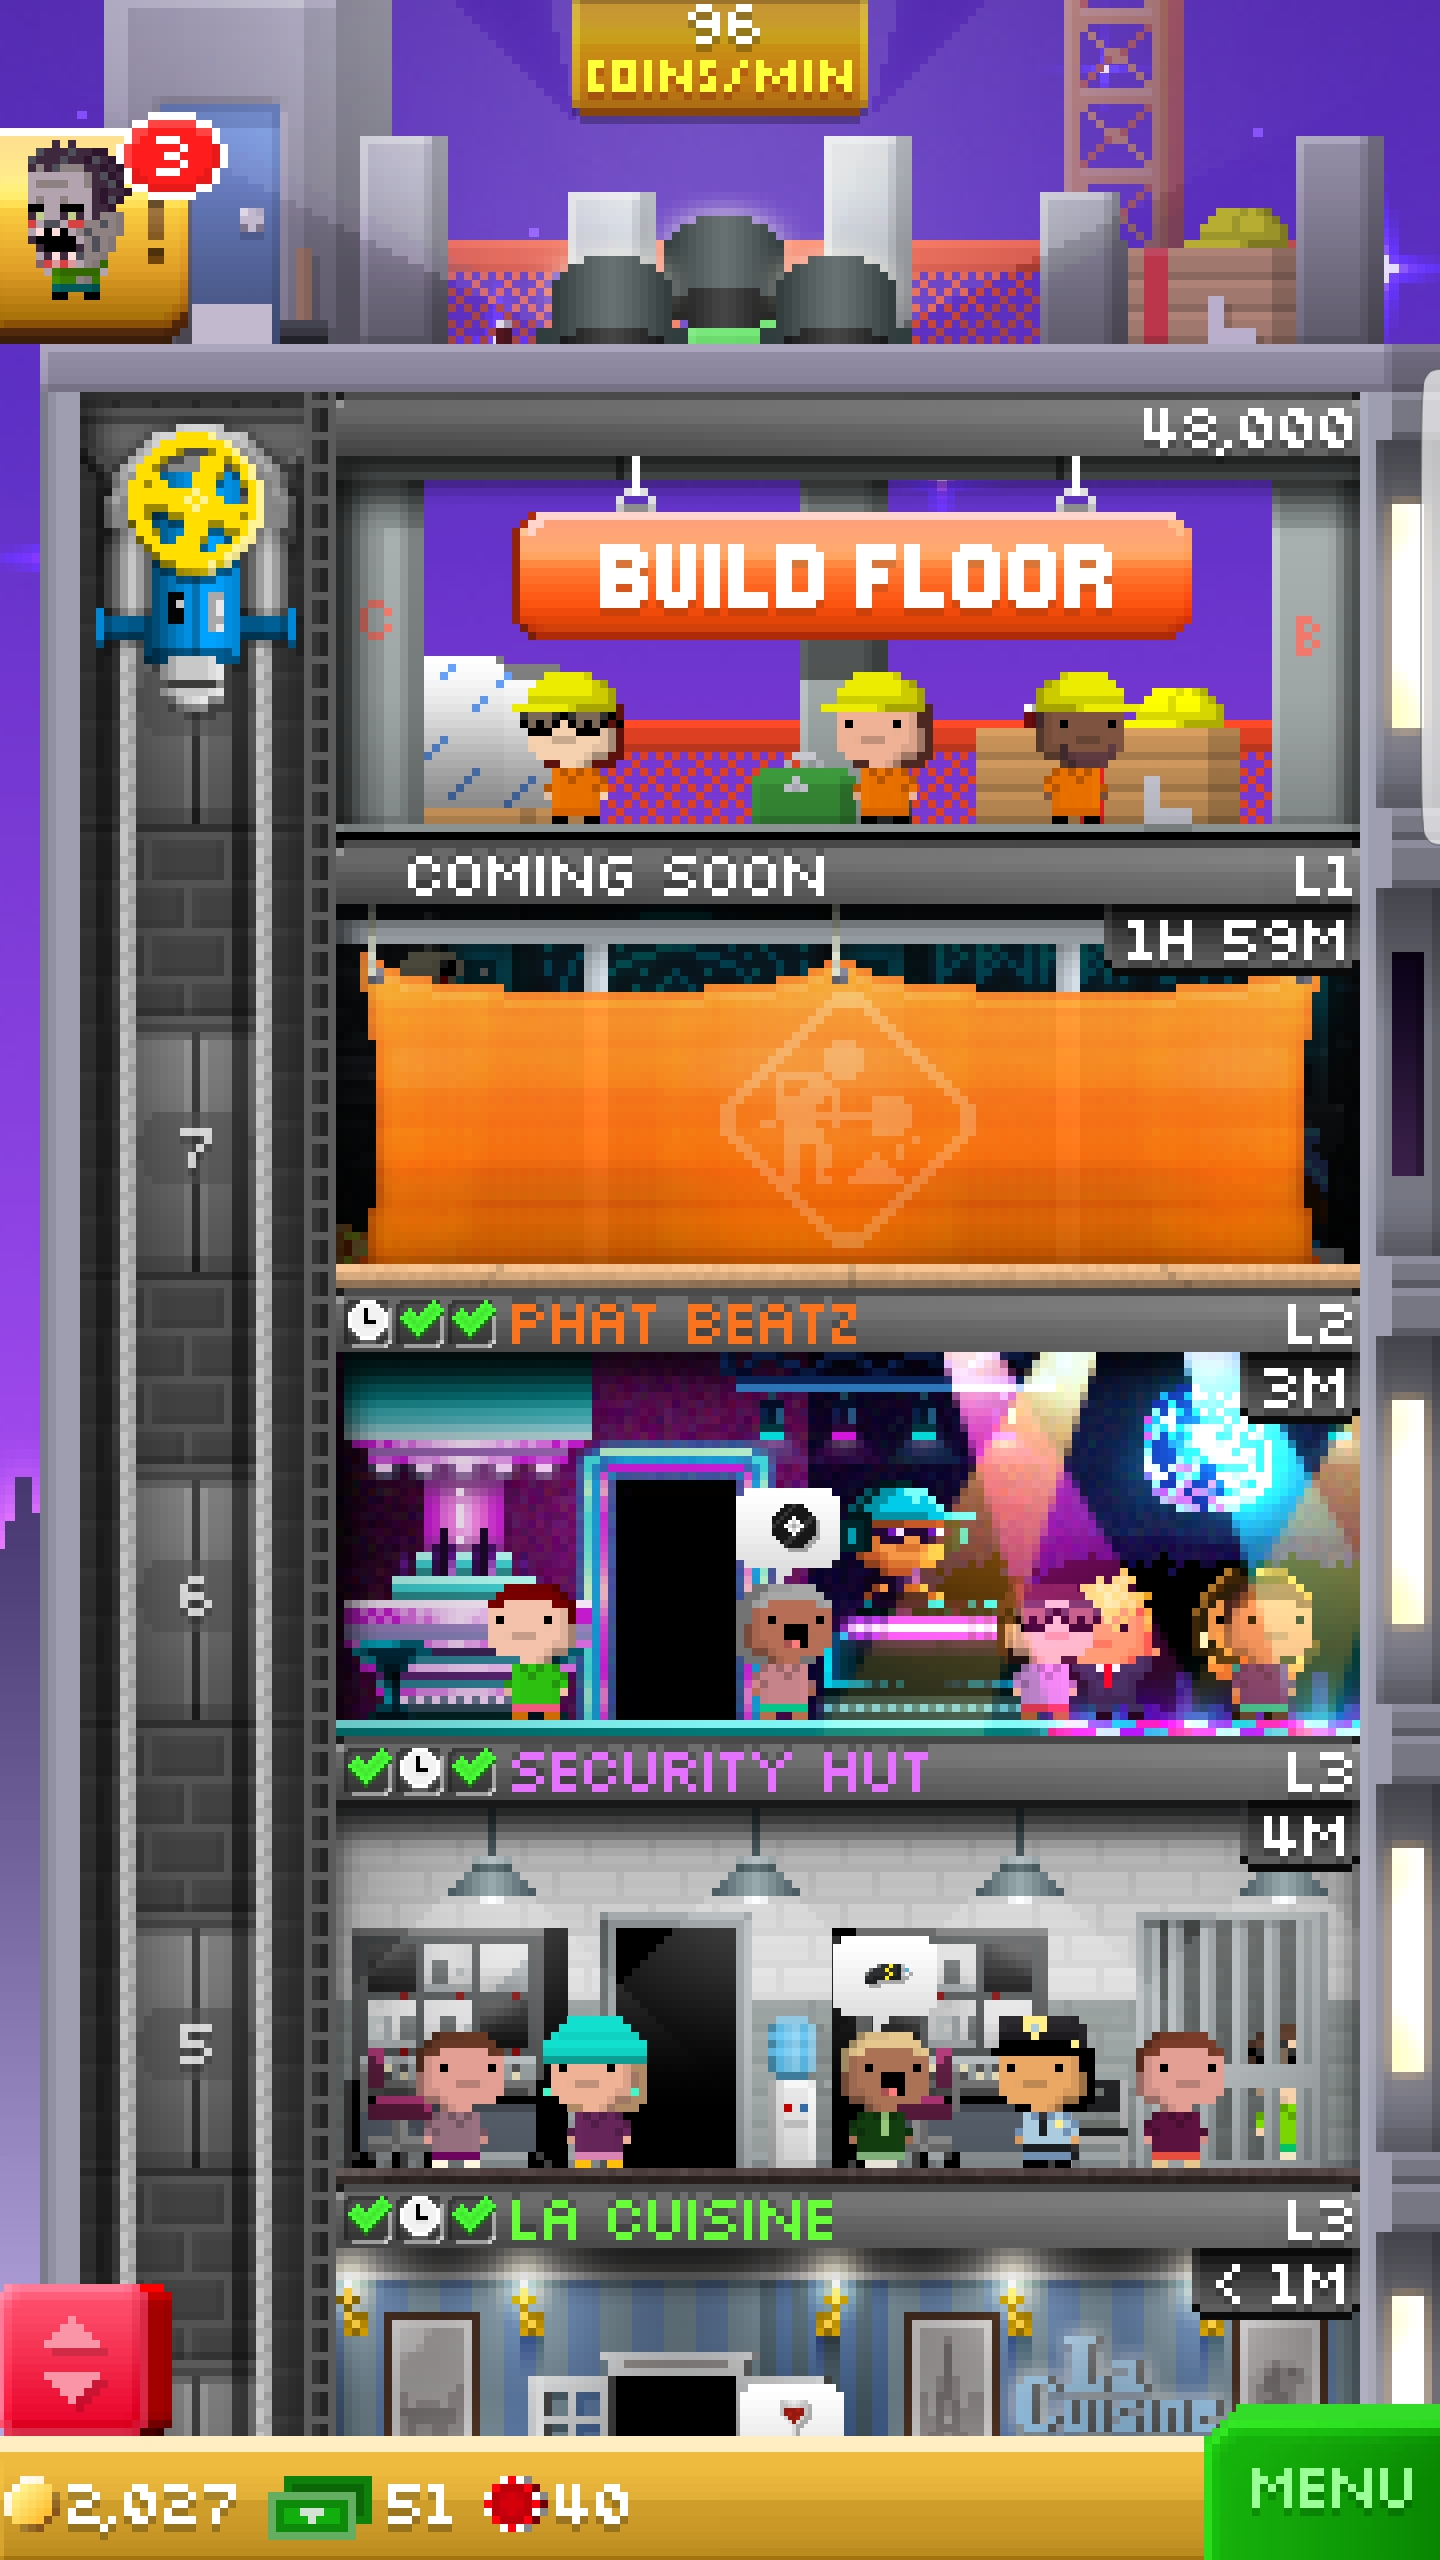 96
COINS/MIN
3
!
48,000
BUILD FLOOR
C
B
COMING SOON
L1
1H 59M
7
PHAT BEATZ
L2
3M
6
SECURITY HUT
L3
4M
5
LA CUISINE
L3
< 1M
La
Cuisine
2,027
51
40
MENU